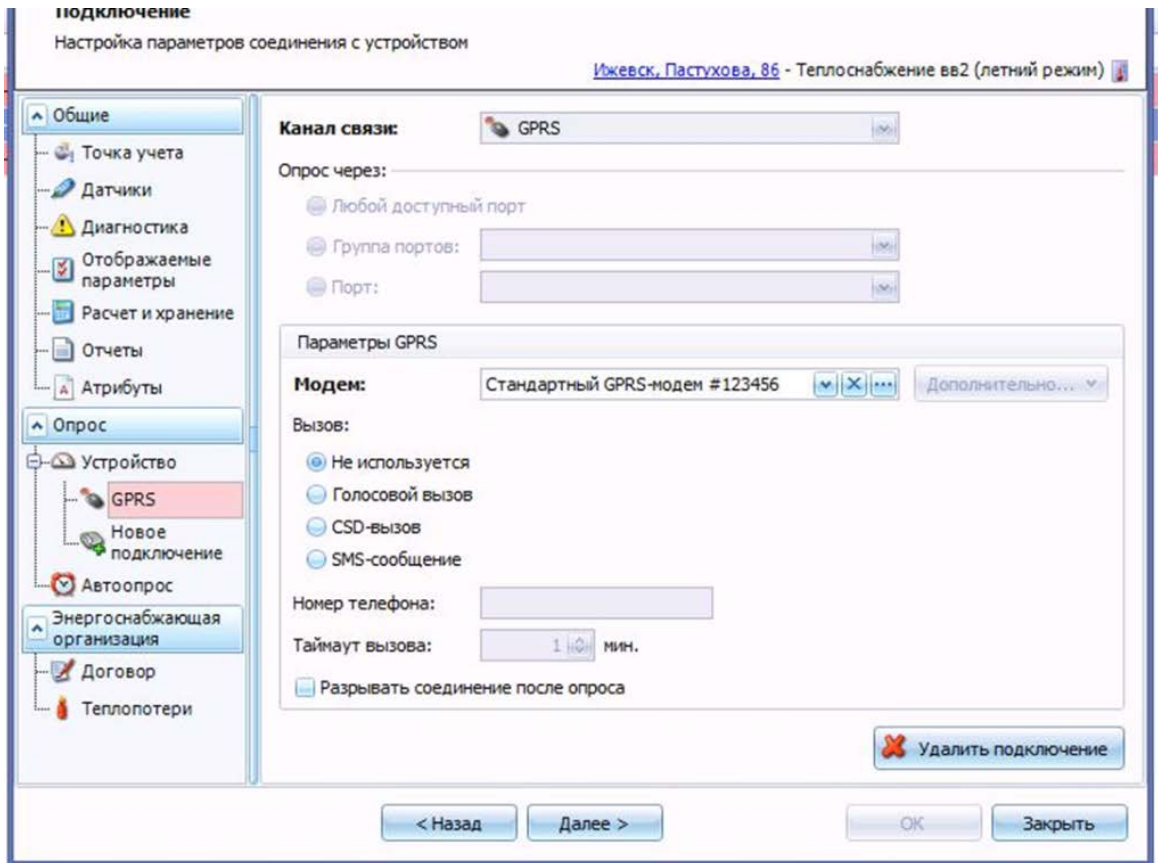 Подключение
Настройка параметров соединения с устройством
Ижевск, Пастухова, 86 - Теплоснабжение вв2 (летний режим)
Общие
Точка учета
Датчики
Диагностика
Отображаемые
параметры
Расчет и хранение
Отчеты
Атрибуты
Опрос
Устройство
GPRS
Новое
подключение
Автоопрос
Энергоснабжающая
организация
Договор
Теплопотери
Канал связи: GPRS
Опрос через:
Любой доступный порт
Группа портов:
Порт:
Параметры GPRS
Модем: Стандартный GPRS-модем #123456 Дополнительно...
Вызов:
Не используется
Голосовой вызов
CSD-вызов
SMS-сообщение
Номер телефона:
Таймаут вызова: 1 мин.
Разрывать соединение после опроса
Удалить подключение
< Назад Далее > ОК Закрыть